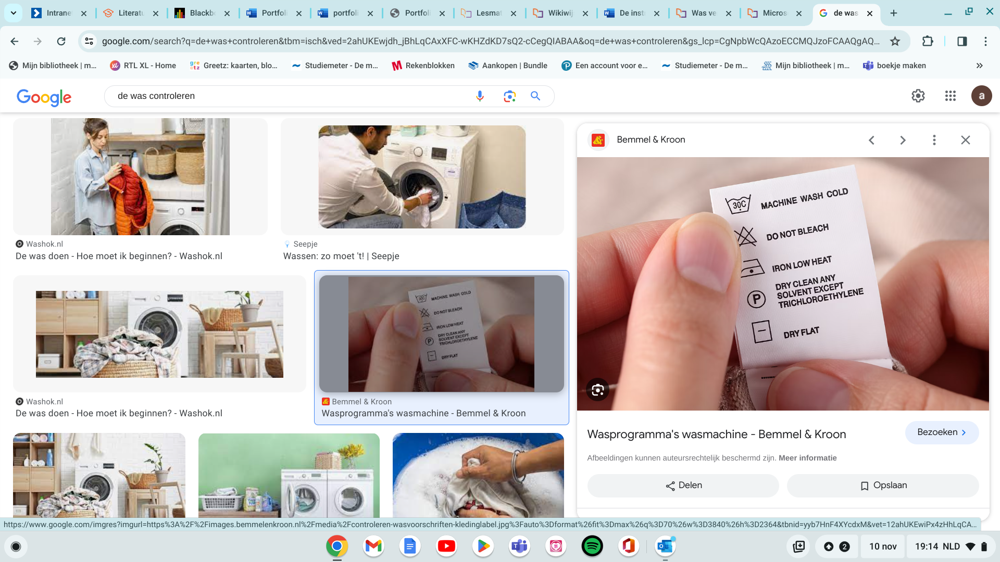 Intrane
Literatu
Blackbo
Portfoli
portfoli
Portfoli
Lesmat
Wikiwij
De inst
Was ve
Micros
de was
google.com/search?q=de+was+controleren&tbm=isch&ved=2ahUKEwjdh_jBhLqCAxXFC-wKHZdKD7sQ2-cCegQIABAA&oq=de+was+controleren&gs_lcp=CgNpbWcQAzoECCMQJzoFCAAQgAQ...
Mijn bibliotheek | m...
RTL XL - Home
Greetz: kaarten, blo...
Studiemeter - De m...
Rekenblokken
Aankopen | Bundle
Een account voor e...
Studiemeter - De m...
Mijn bibliotheek | m...
boekje maken
Google
de was controleren
a
Washok.nl
De was doen - Hoe moet ik beginnen? - Washok.nl
Seepje
Wassen: zo moet 't! | Seepje
Washok.nl
De was doen - Hoe moet ik beginnen? - Washok.nl
30C MACHINE WASH COLD
DO NOT BLEACH
IRON LOW HEAT
DRY CLEAN ANY
SOLVENT EXCEPT
P TRICHLOROETHYLENE
DRY FLAT
Bemmel & Kroon
Wasprogramma's wasmachine - Bemmel & Kroon
Bemmel & Kroon
30C MACHINE WASH COLD
DO NOT BLEACH
IRON LOW HEAT
DRY CLEAN ANY
SOLVENT EXCEPT
P TRICHLOROETHYLENE
DRY FLAT
Wasprogramma's wasmachine - Bemmel & Kroon
Bezoeken
Afbeeldingen kunnen auteursrechtelijk beschermd zijn. Meer informatie
Delen
Opslaan
https://www.google.com/imgres?imgurl=https%3A%2F%2Fimages.bemmelenkroon.nl%2Fmedia%2Fcontroleren-wasvoorschriften-kledinglabel.jpg%3Fauto%3Dformat%26fit%3Dmax%26q%3D70%26w%3D3840%26h%3D2364&tbnid=yyb7HnF4XYcdxM&vet=12ahUKEwiPx4zHhLqCA...
2
10 nov
19:14 NLD